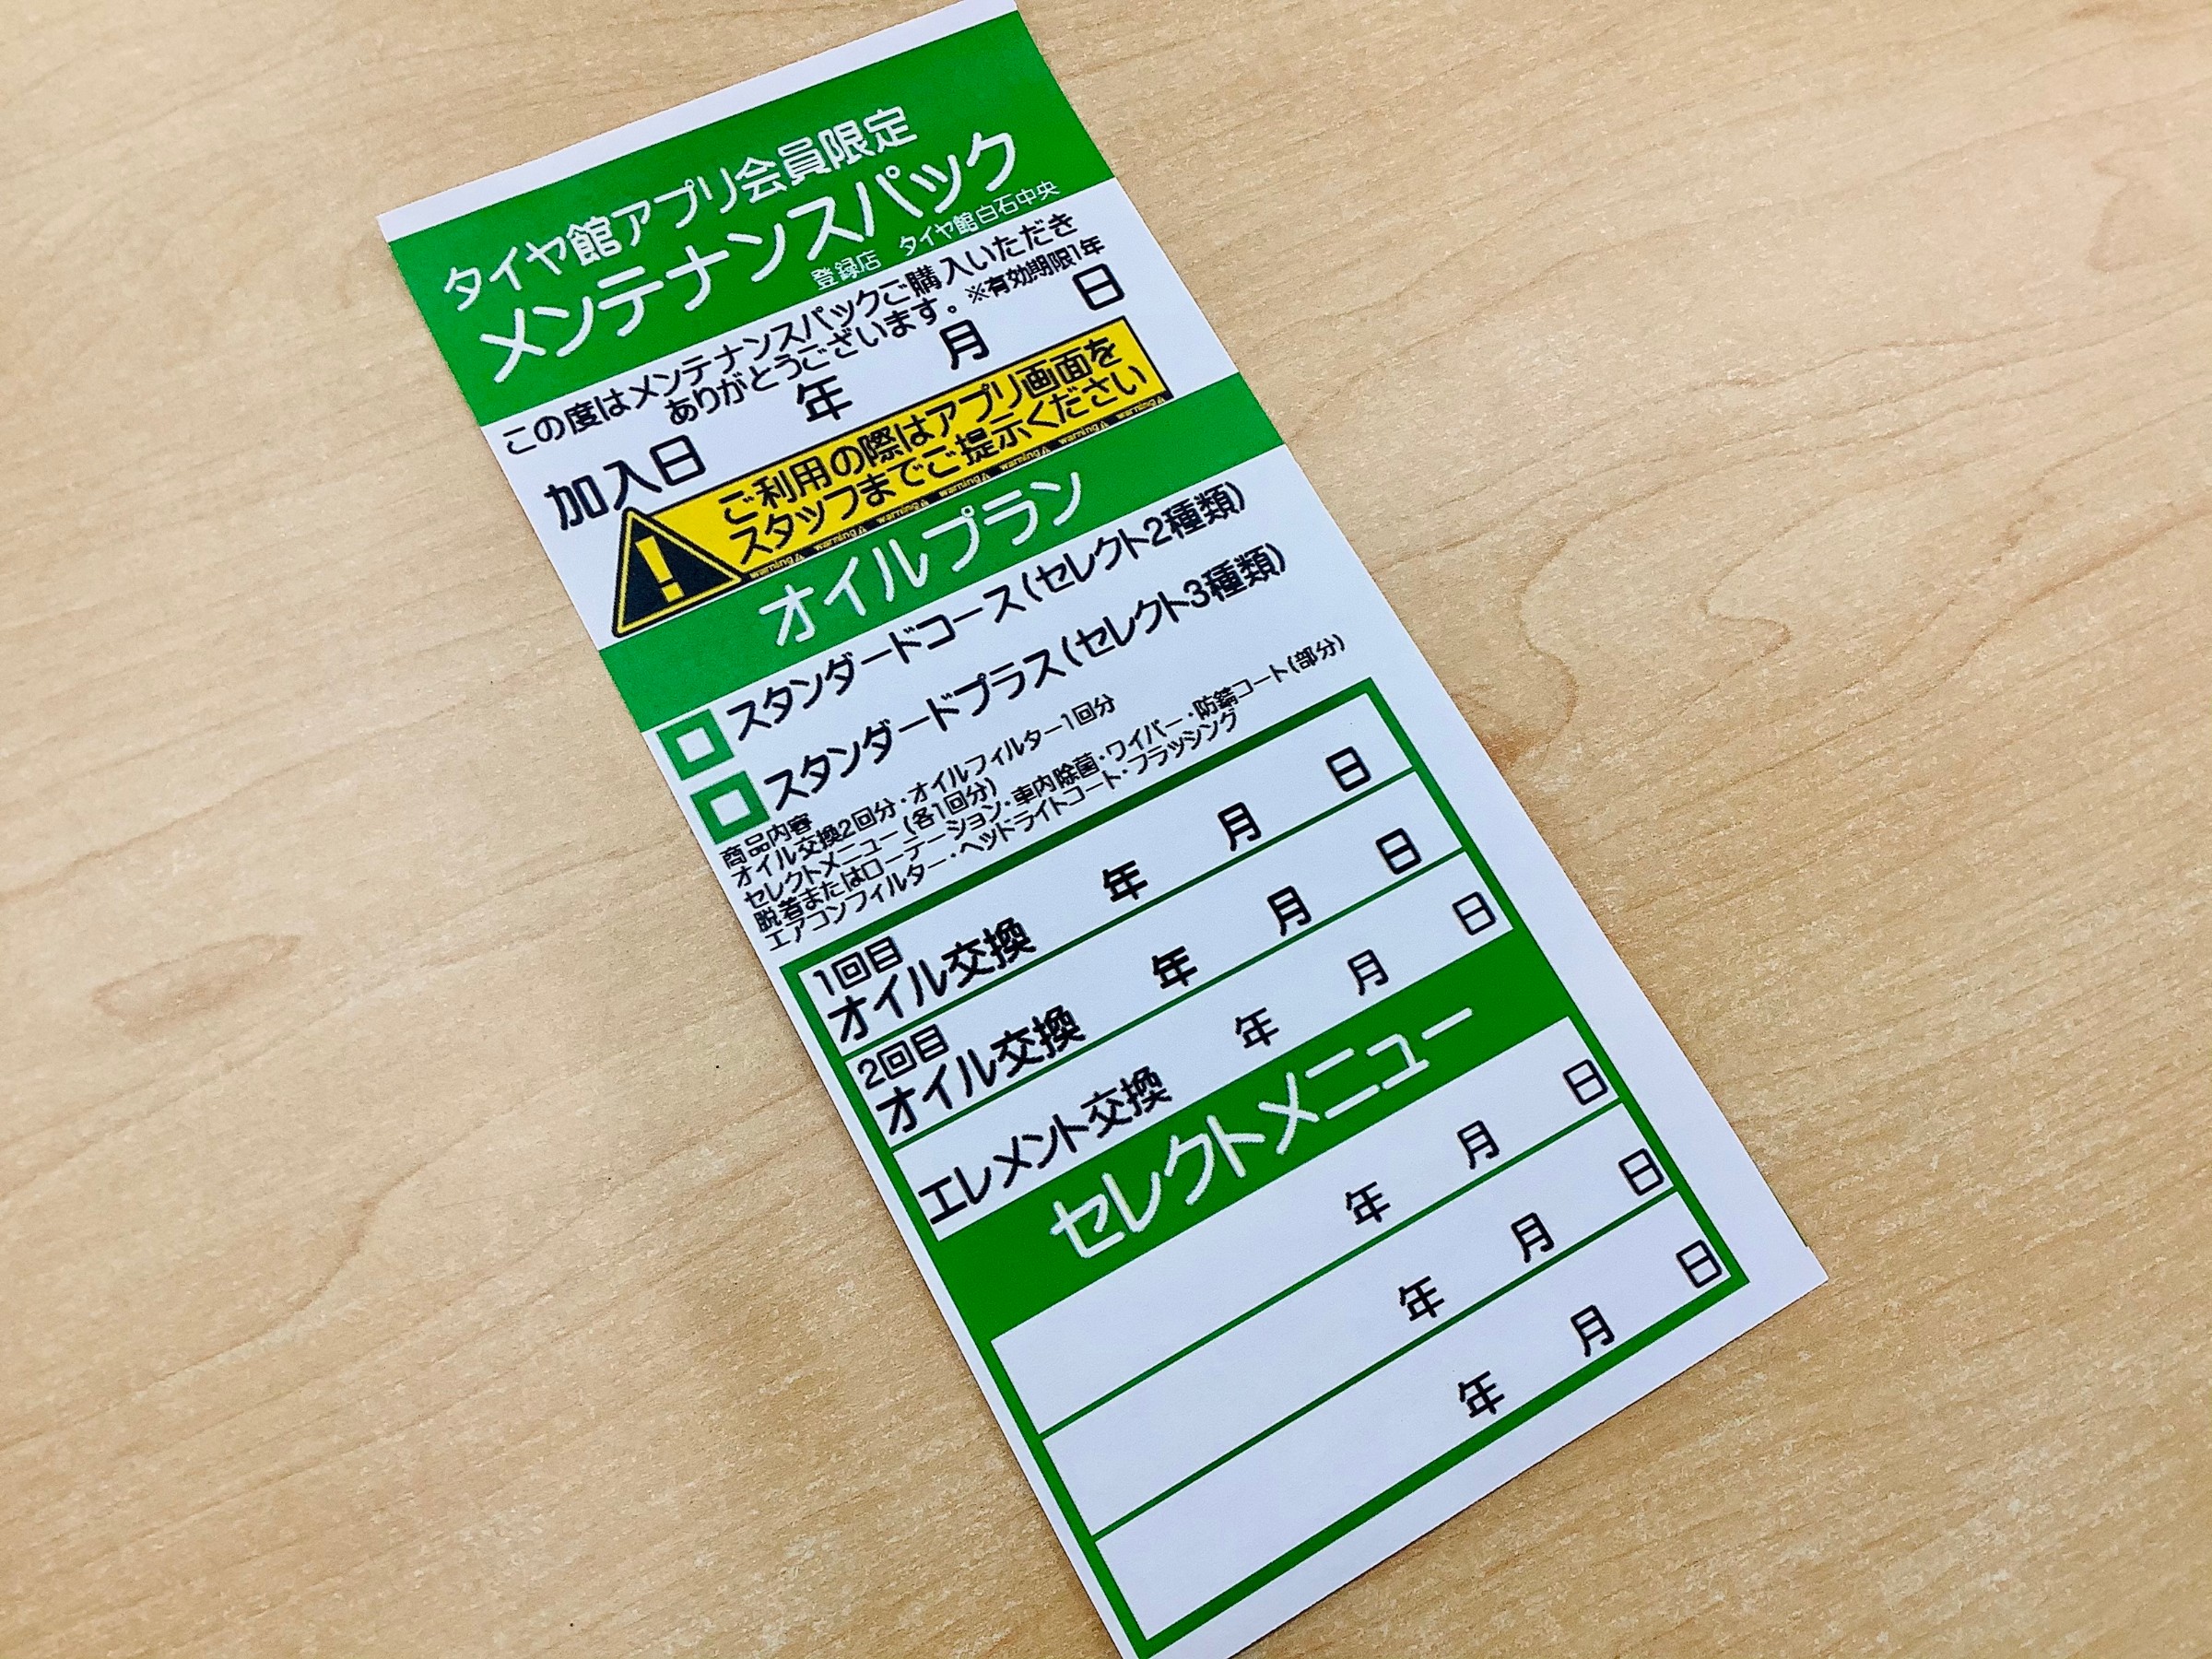 タイヤ館アプリ会員限定
メンテナンスパック
登録店 タイヤ館白石中央
この度はメンテナンスパックご購入いただき
ありがとうございます。※有効期限1年
加入日 年 月 日
ご利用の際はアプリ画面を
スタッフまでご提示ください
warning warning warning warning warning warning warning
オイルプラン
スタンダードコース(セレクト2種類)
スタンダードプラス(セレクト3種類)
商品内容
オイル交換2回分・オイルフィルター1回分
セレクトメニュー(各1回分)
脱着またはローテーション・車内除菌・ワイパー・防錆コート(部分)
エアコンフィルター・ヘッドライトコート・フラッシング
1回目
オイル交換 年 月 日
2回目
オイル交換 年 月 日
エレメント交換 年 月 日
セレクトメニュー
年 月 日
年 月 日
年 月 日